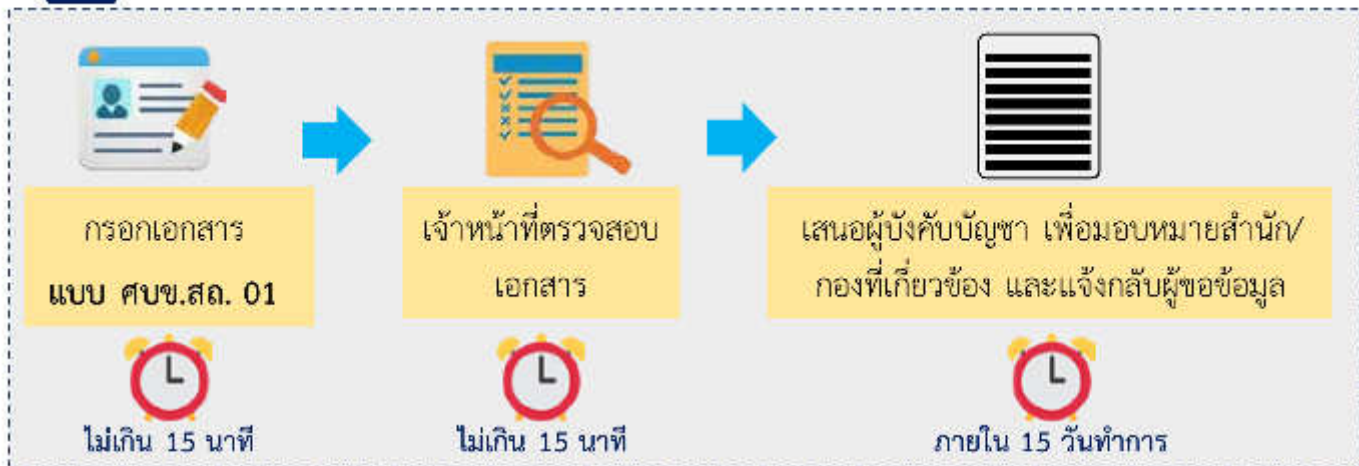 กรอกเอกสาร
แบบ ศบข.สถ. 01
ไม่เกิน 15 นาที
เจ้าหน้าที่ตรวจสอบ
เอกสาร
ไม่เกิน 15 นาที
เสนอผู้บังคับบัญชา เพื่อมอบหมายสำนัก/
กองที่เกี่ยวข้อง และแจ้งกลับผู้ขอข้อมูล
ภายใน 15 วันทำการ